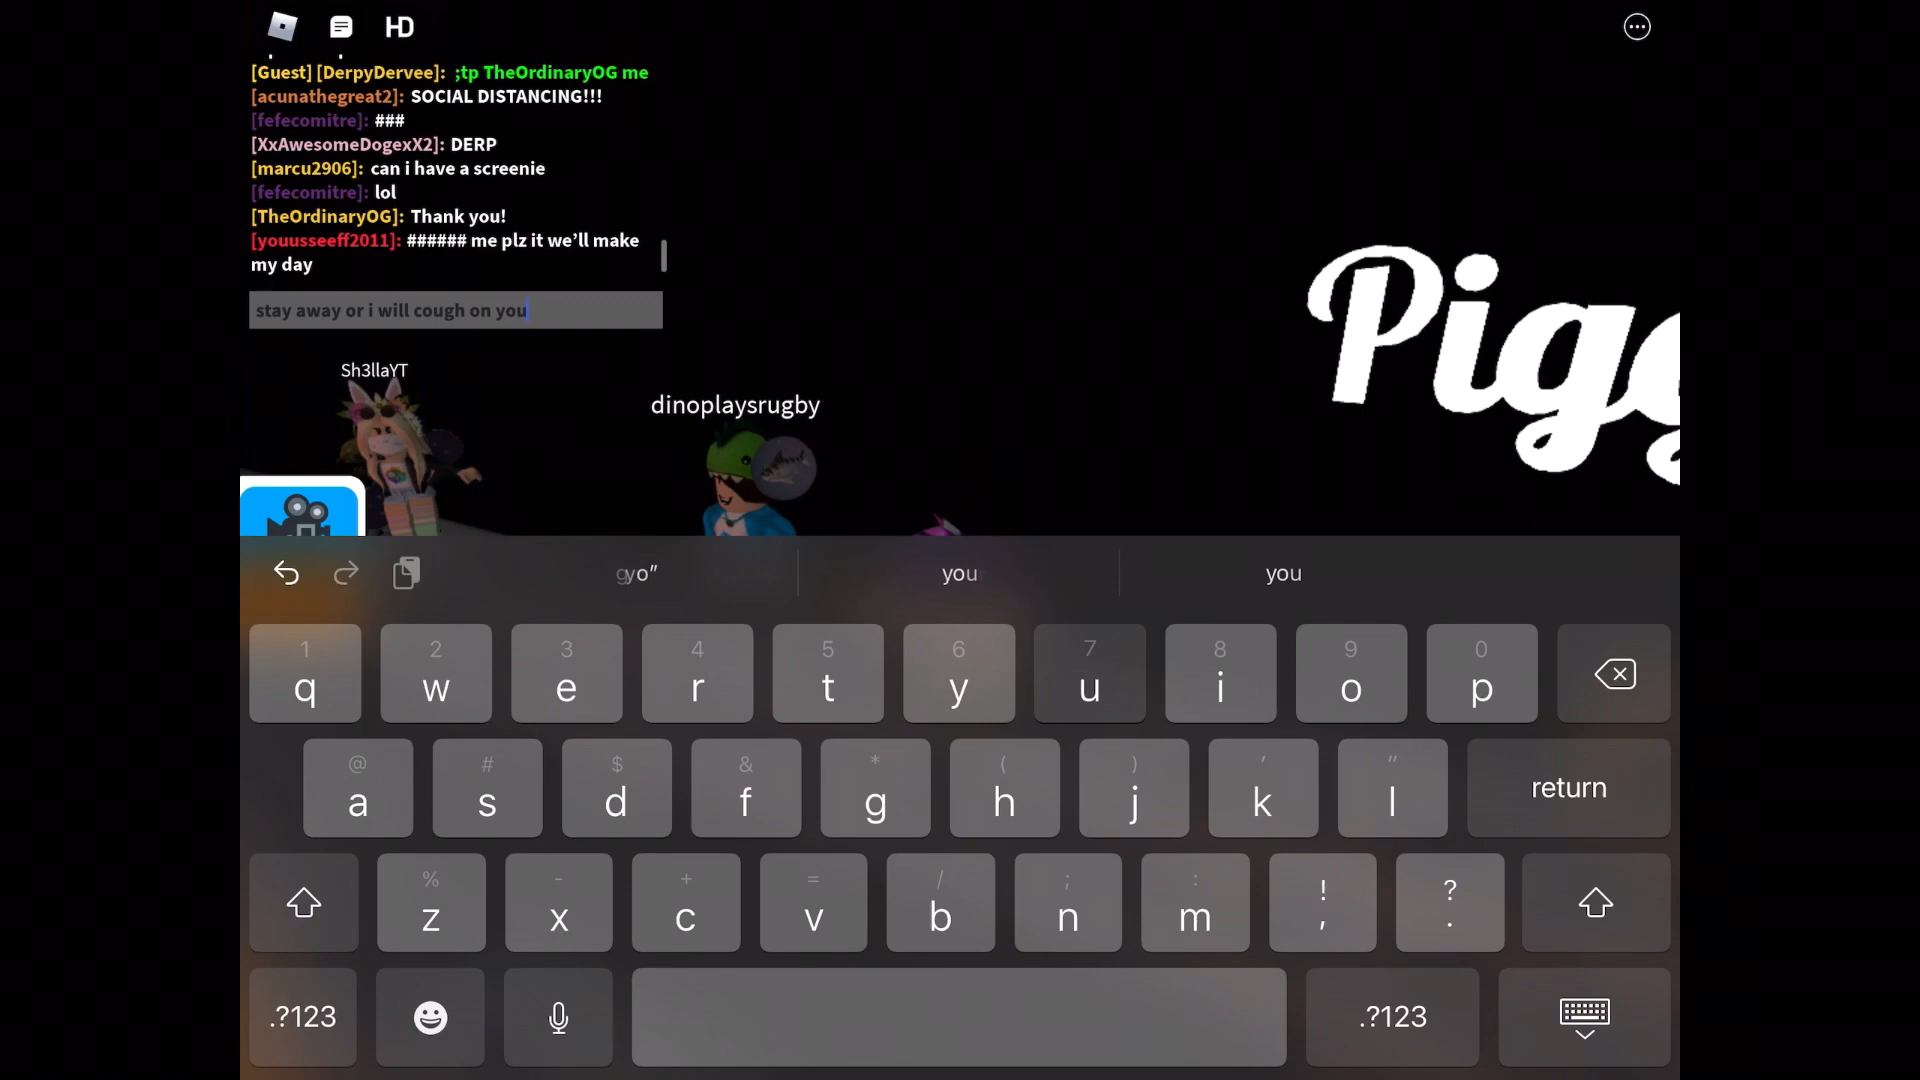 HD
[Guest] [DerpyDervee]: ;tp TheOrdinaryOG me
[acunathegreat2]: SOCIAL DISTANCING!!!
[fefecomitre]: ###
[XxAwesomeDogexX2]: DERP
[marcu2906]: can i have a screenie
[fefecomitre]: lol
[TheOrdinaryOG]: Thank you!
[youusseeff2011]: ###### me plz it we’ll make
my day
stay away or i will cough on you
Pigg
Sh3llaYT
dinoplaysrugby
gyo" you you
1 2 3 4 5 6 7 8 9 0
q w e r t y u i o p
@ # $ & * ( ) ' "
a s d f g h j k l return
% - + = / ; : ! ?
z x c v b n m , .
.?123 .?123